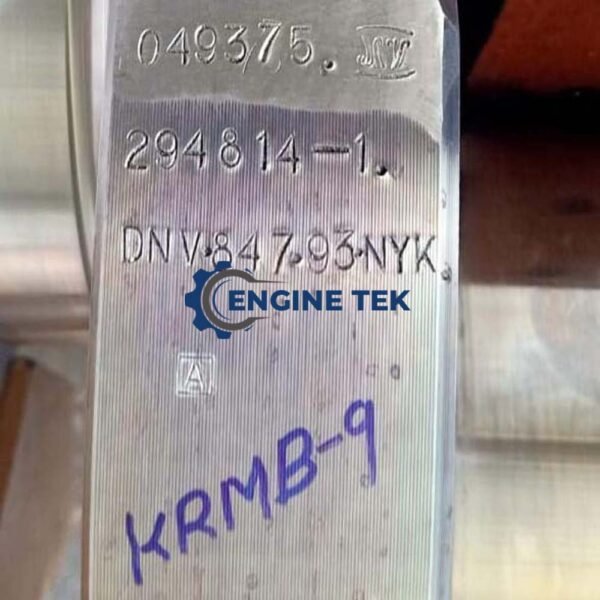 049375.
294814-1.
DNV·847·93·NYK
ENGINE TEK
A
KRMB-9